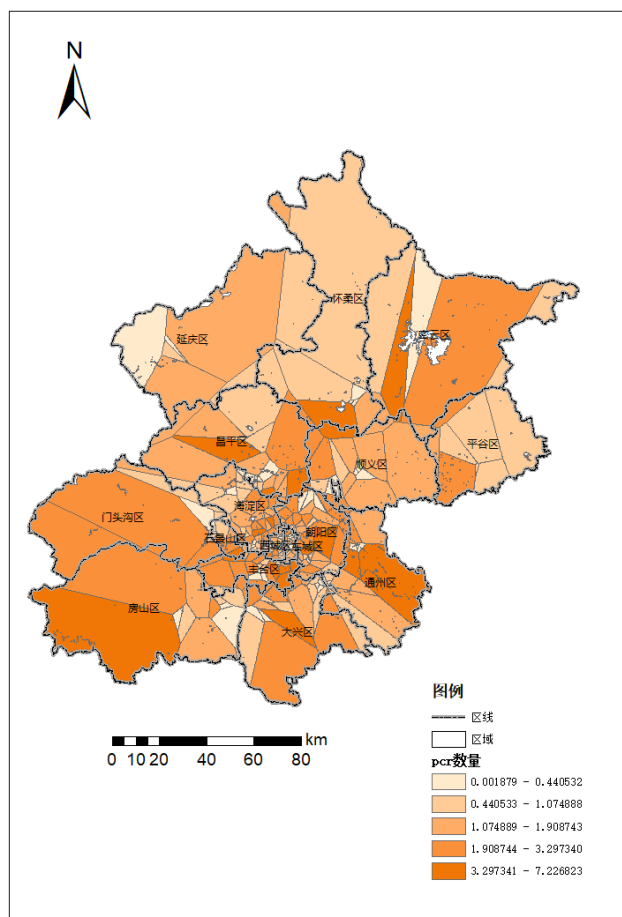 N
怀柔区
延庆区
密云区
昌平区
平谷区
顺义区
海淀区
门头沟区
石景山区
朝阳区
西城区
东城区
丰台区
通州区
房山区
大兴区
图例
区线
区域
pcr数量
0.001879 - 0.440532
0.440533 - 1.074888
1.074889 - 1.908743
1.908744 - 3.297340
3.297341 - 7.226823
km
0 10 20 40 60 80